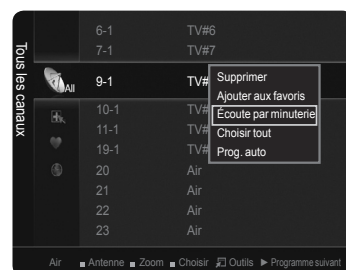 Tous les canaux
All
6-1 TV#6
7-1 TV#7
9-1 TV#
10-1 TV#
11-1 TV#
19-1 TV#
20 Air
21 Air
22 Air
23 Air
Supprimer
Ajouter aux favoris
Écoute par minuterie
Choisir tout
Prog. auto
Air ■ Antenne ■ Zoom ■ Choisir Outils ► Programme suivant